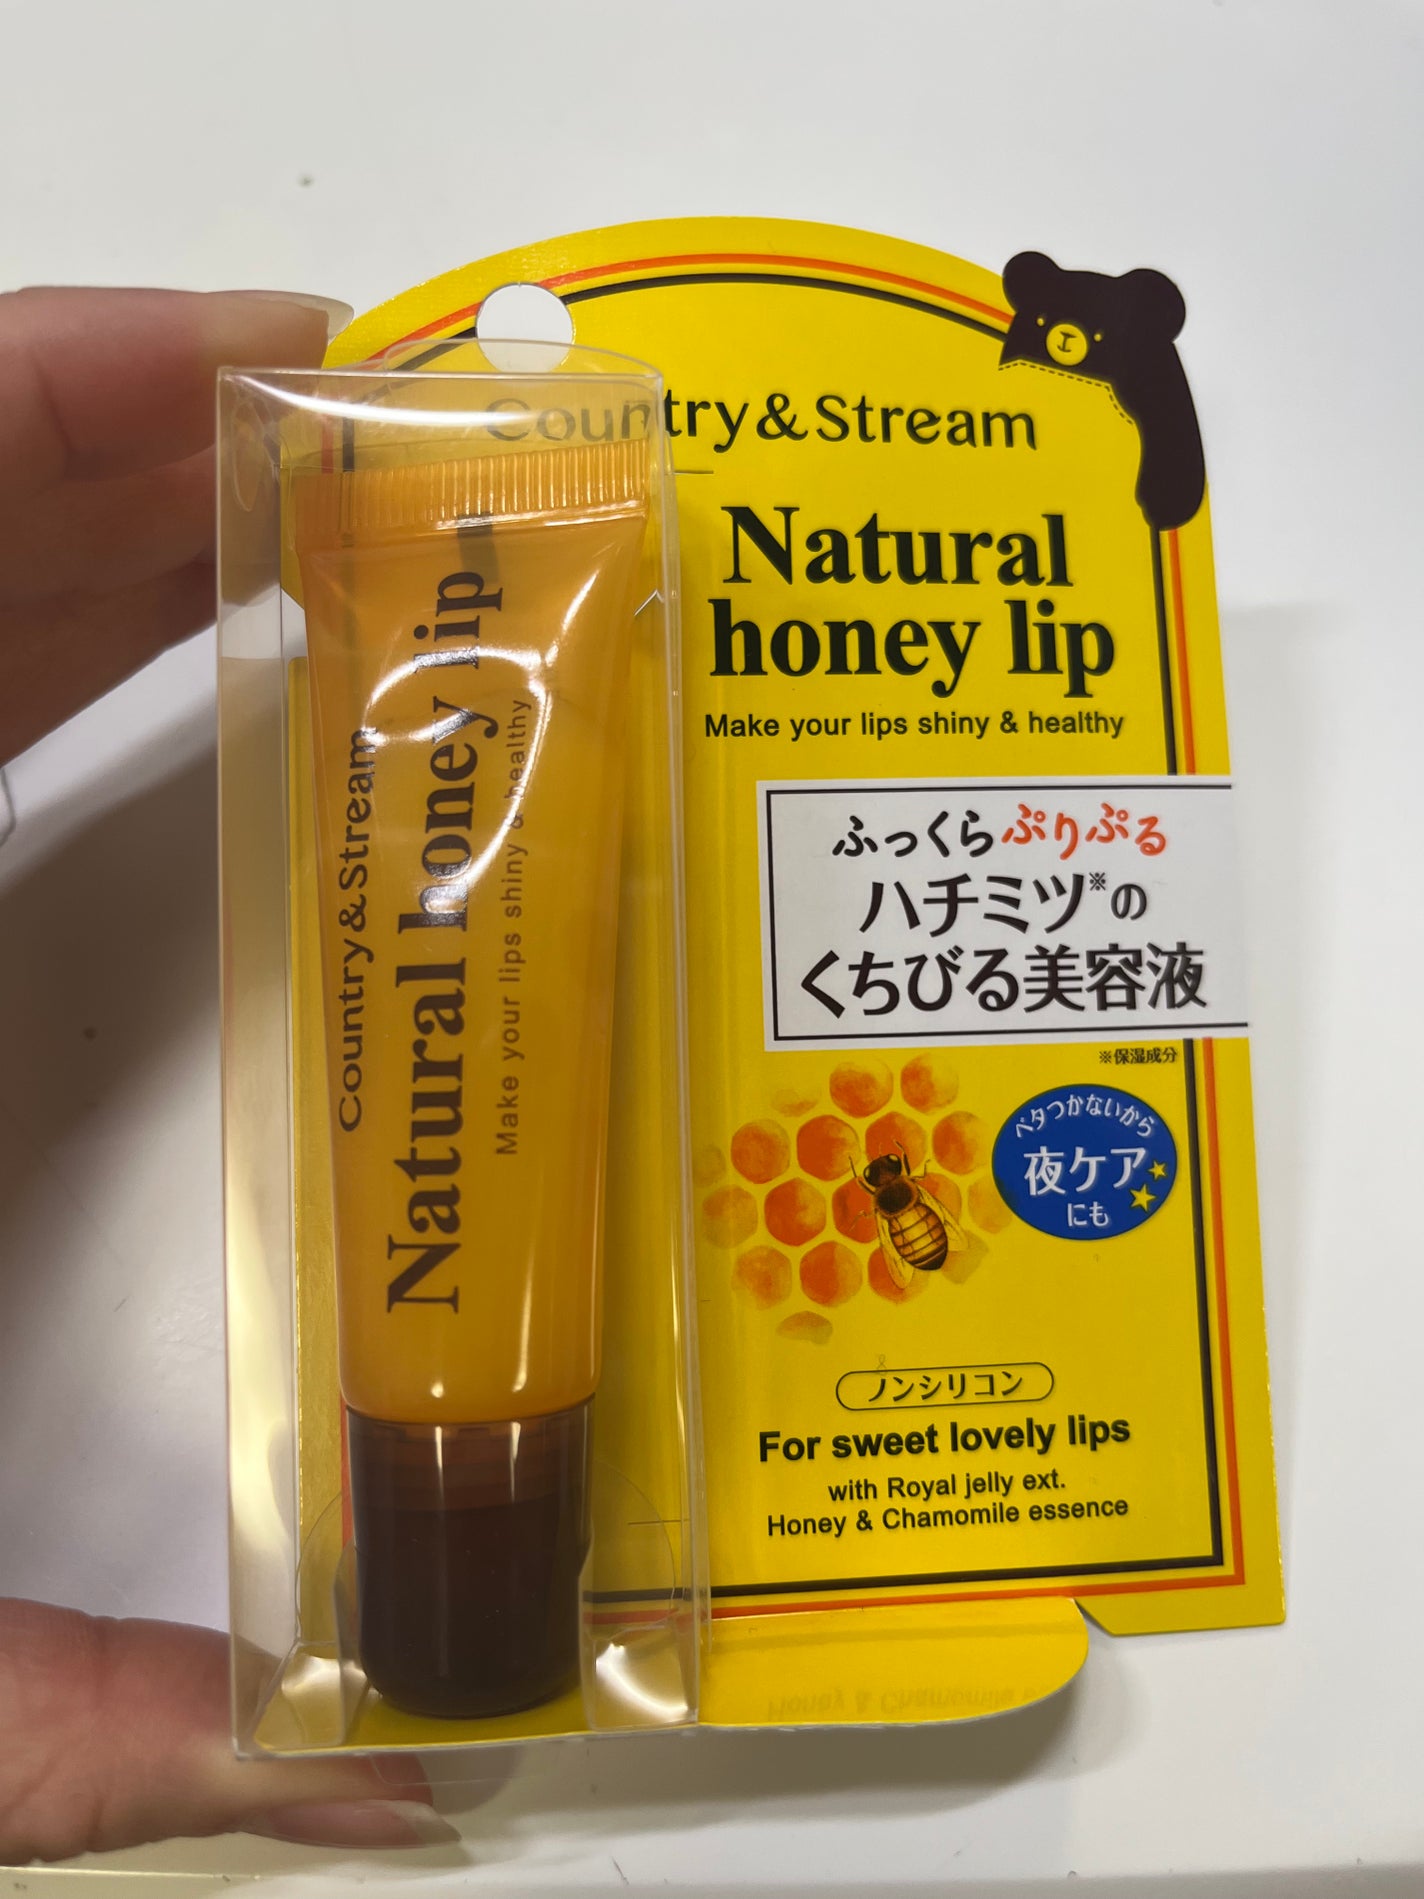 Country&Stream
Natural
honey lip
Make your lips shiny & healthy
ふっくらぷりぷる
ハチミツ※の
くちびる美容液
※保湿成分
ベタつかないから
夜ケア
にも
ノンシリコン
For sweet lovely lips
with Royal jelly ext.
Honey & Chamomile essence
Country&Stream
Natural honey lip
Make your lips shiny & healthy